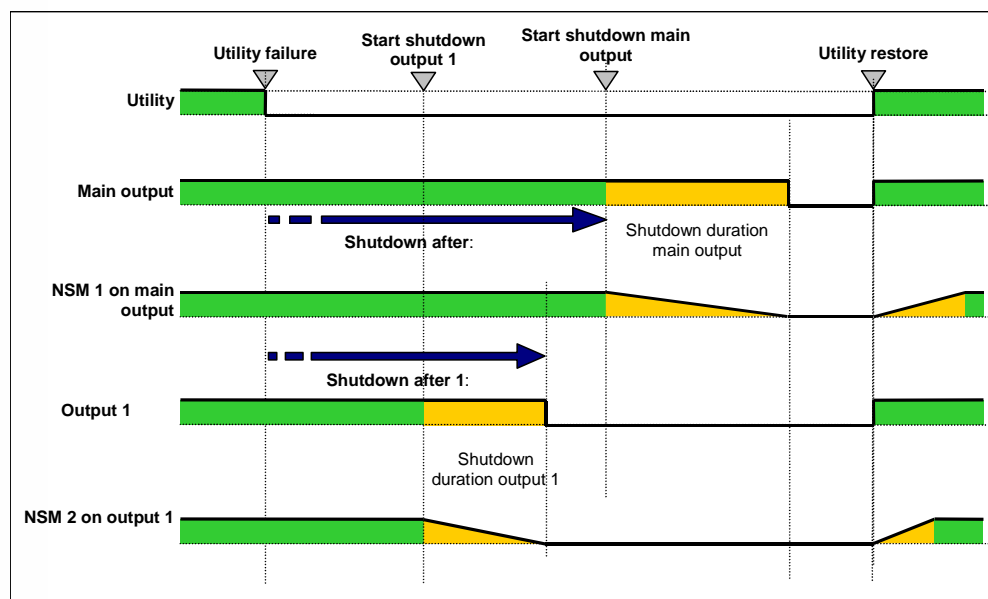 Utility failure
Start shutdown
output 1
Start shutdown main
output
Utility restore
Utility
Main output
Shutdown after:
Shutdown duration
main output
NSM 1 on main
output
Shutdown after 1:
Output 1
Shutdown
duration output 1
NSM 2 on output 1